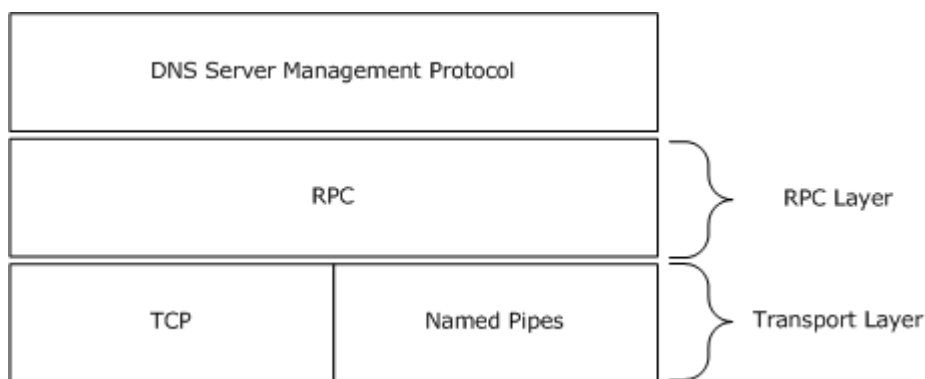 DNS Server Management Protocol
RPC
RPC Layer
TCP
Named Pipes
Transport Layer